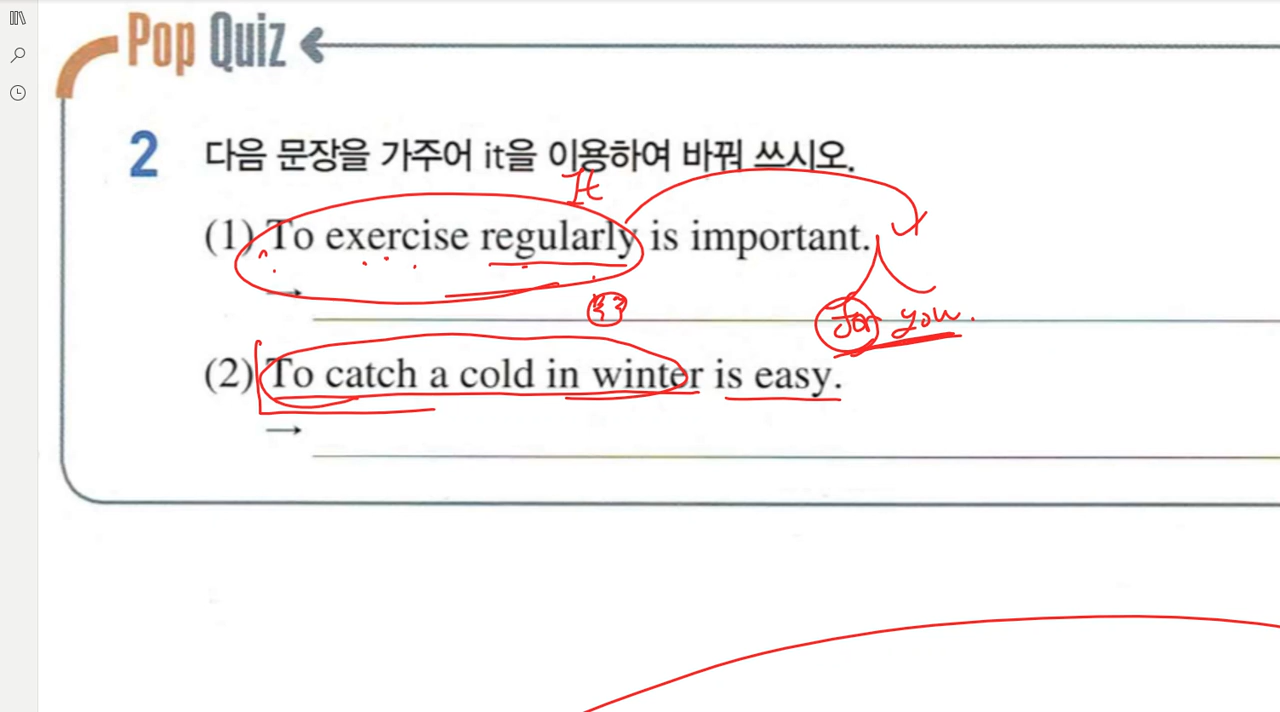 Pop Quiz
2 다음 문장을 가주어 it을 이용하여 바꿔 쓰시오.
It
(1) To exercise regularly is important.
→
for you.
(2) To catch a cold in winter is easy.
→